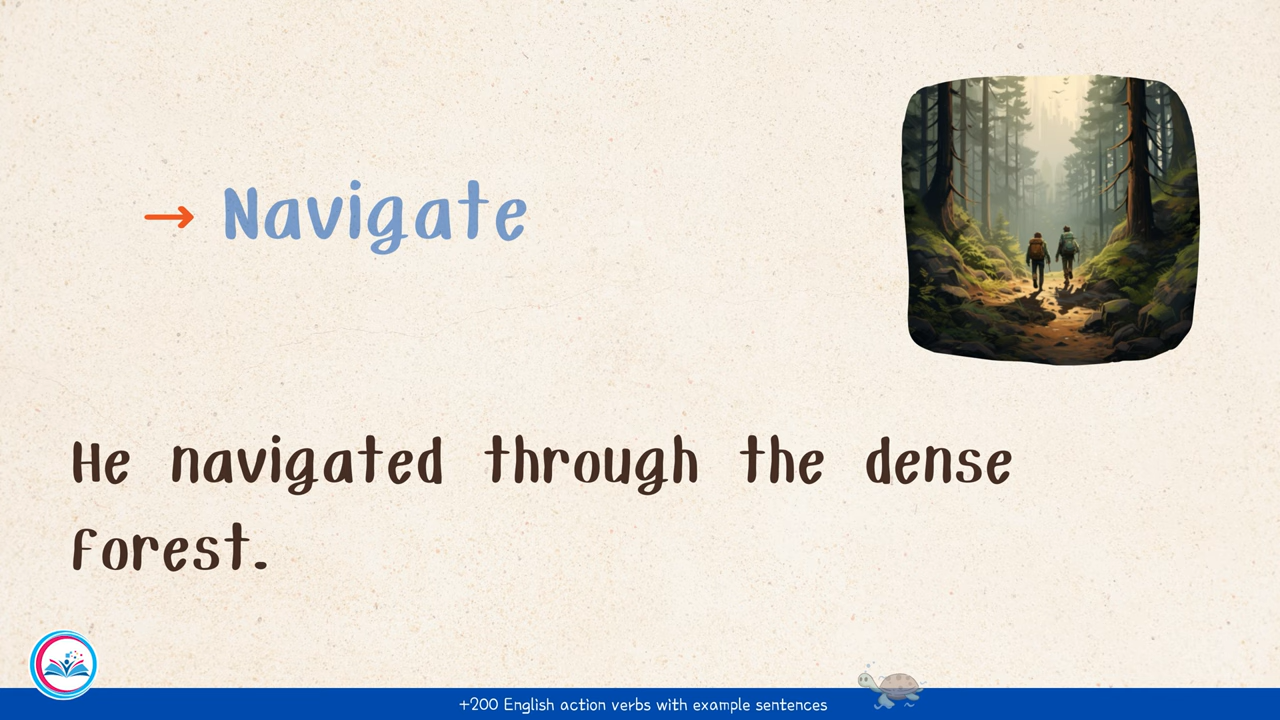 → Navigate
He navigated through the dense
forest.
+200 English action verbs with example sentences